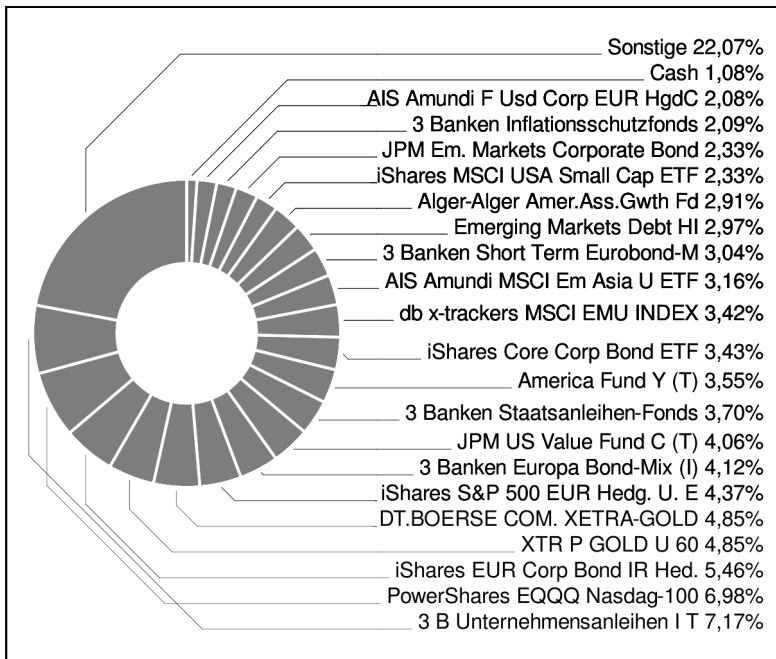 Sonstige 22,07%
Cash 1,08%
AIS Amundi F Usd Corp EUR HgdC 2,08%
3 Banken Inflationsschutzfonds 2,09%
JPM Em. Markets Corporate Bond 2,33%
iShares MSCI USA Small Cap ETF 2,33%
Alger-Alger Amer.Ass.Gwth Fd 2,91%
Emerging Markets Debt HI 2,97%
3 Banken Short Term Eurobond-M 3,04%
AIS Amundi MSCI Em Asia U ETF 3,16%
db x-trackers MSCI EMU INDEX 3,42%
iShares Core Corp Bond ETF 3,43%
America Fund Y (T) 3,55%
3 Banken Staatsanleihen-Fonds 3,70%
JPM US Value Fund C (T) 4,06%
3 Banken Europa Bond-Mix (I) 4,12%
iShares S&P 500 EUR Hedg. U. E 4,37%
DT.BOERSE COM. XETRA-GOLD 4,85%
XTR P GOLD U 60 4,85%
iShares EUR Corp Bond IR Hed. 5,46%
PowerShares EQQQ Nasdag-100 6,98%
3 B Unternehmensanleihen I T 7,17%